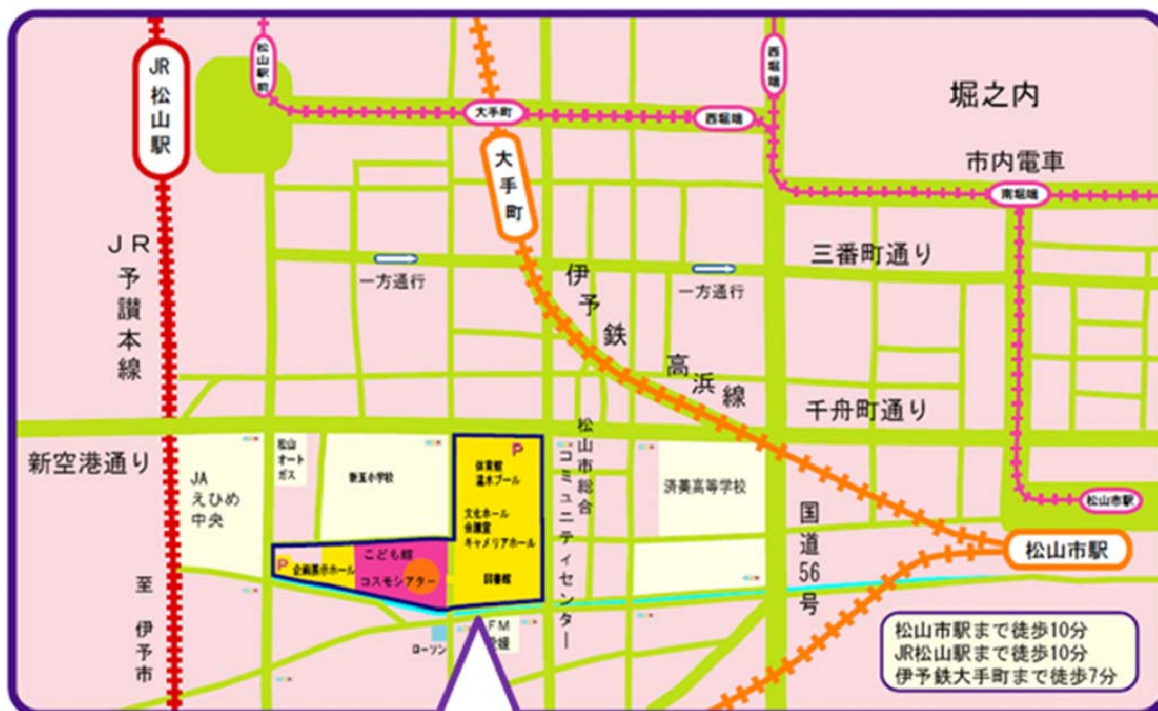 JR松山駅
松山駅前
大手町
西堀端
西堀端
堀之内
市内電車
南堀端
大手町
JR予讃本線
一方通行
伊予鉄高浜線
一方通行
三番町通り
千舟町通り
新空港通り
JAえひめ中央
松山オートガス
新玉小学校
P
体育館
温水プール
文化ホール
会議室
キャメリアホール
図書館
P
企画展示ホール
こども館
コスモシアター
松山市総合コミュニティセンター
済美高等学校
国道56号
松山市駅
松山市駅
至伊予市
ローソン
FM愛媛
松山市駅まで徒歩10分
JR松山駅まで徒歩10分
伊予鉄大手町まで徒歩7分